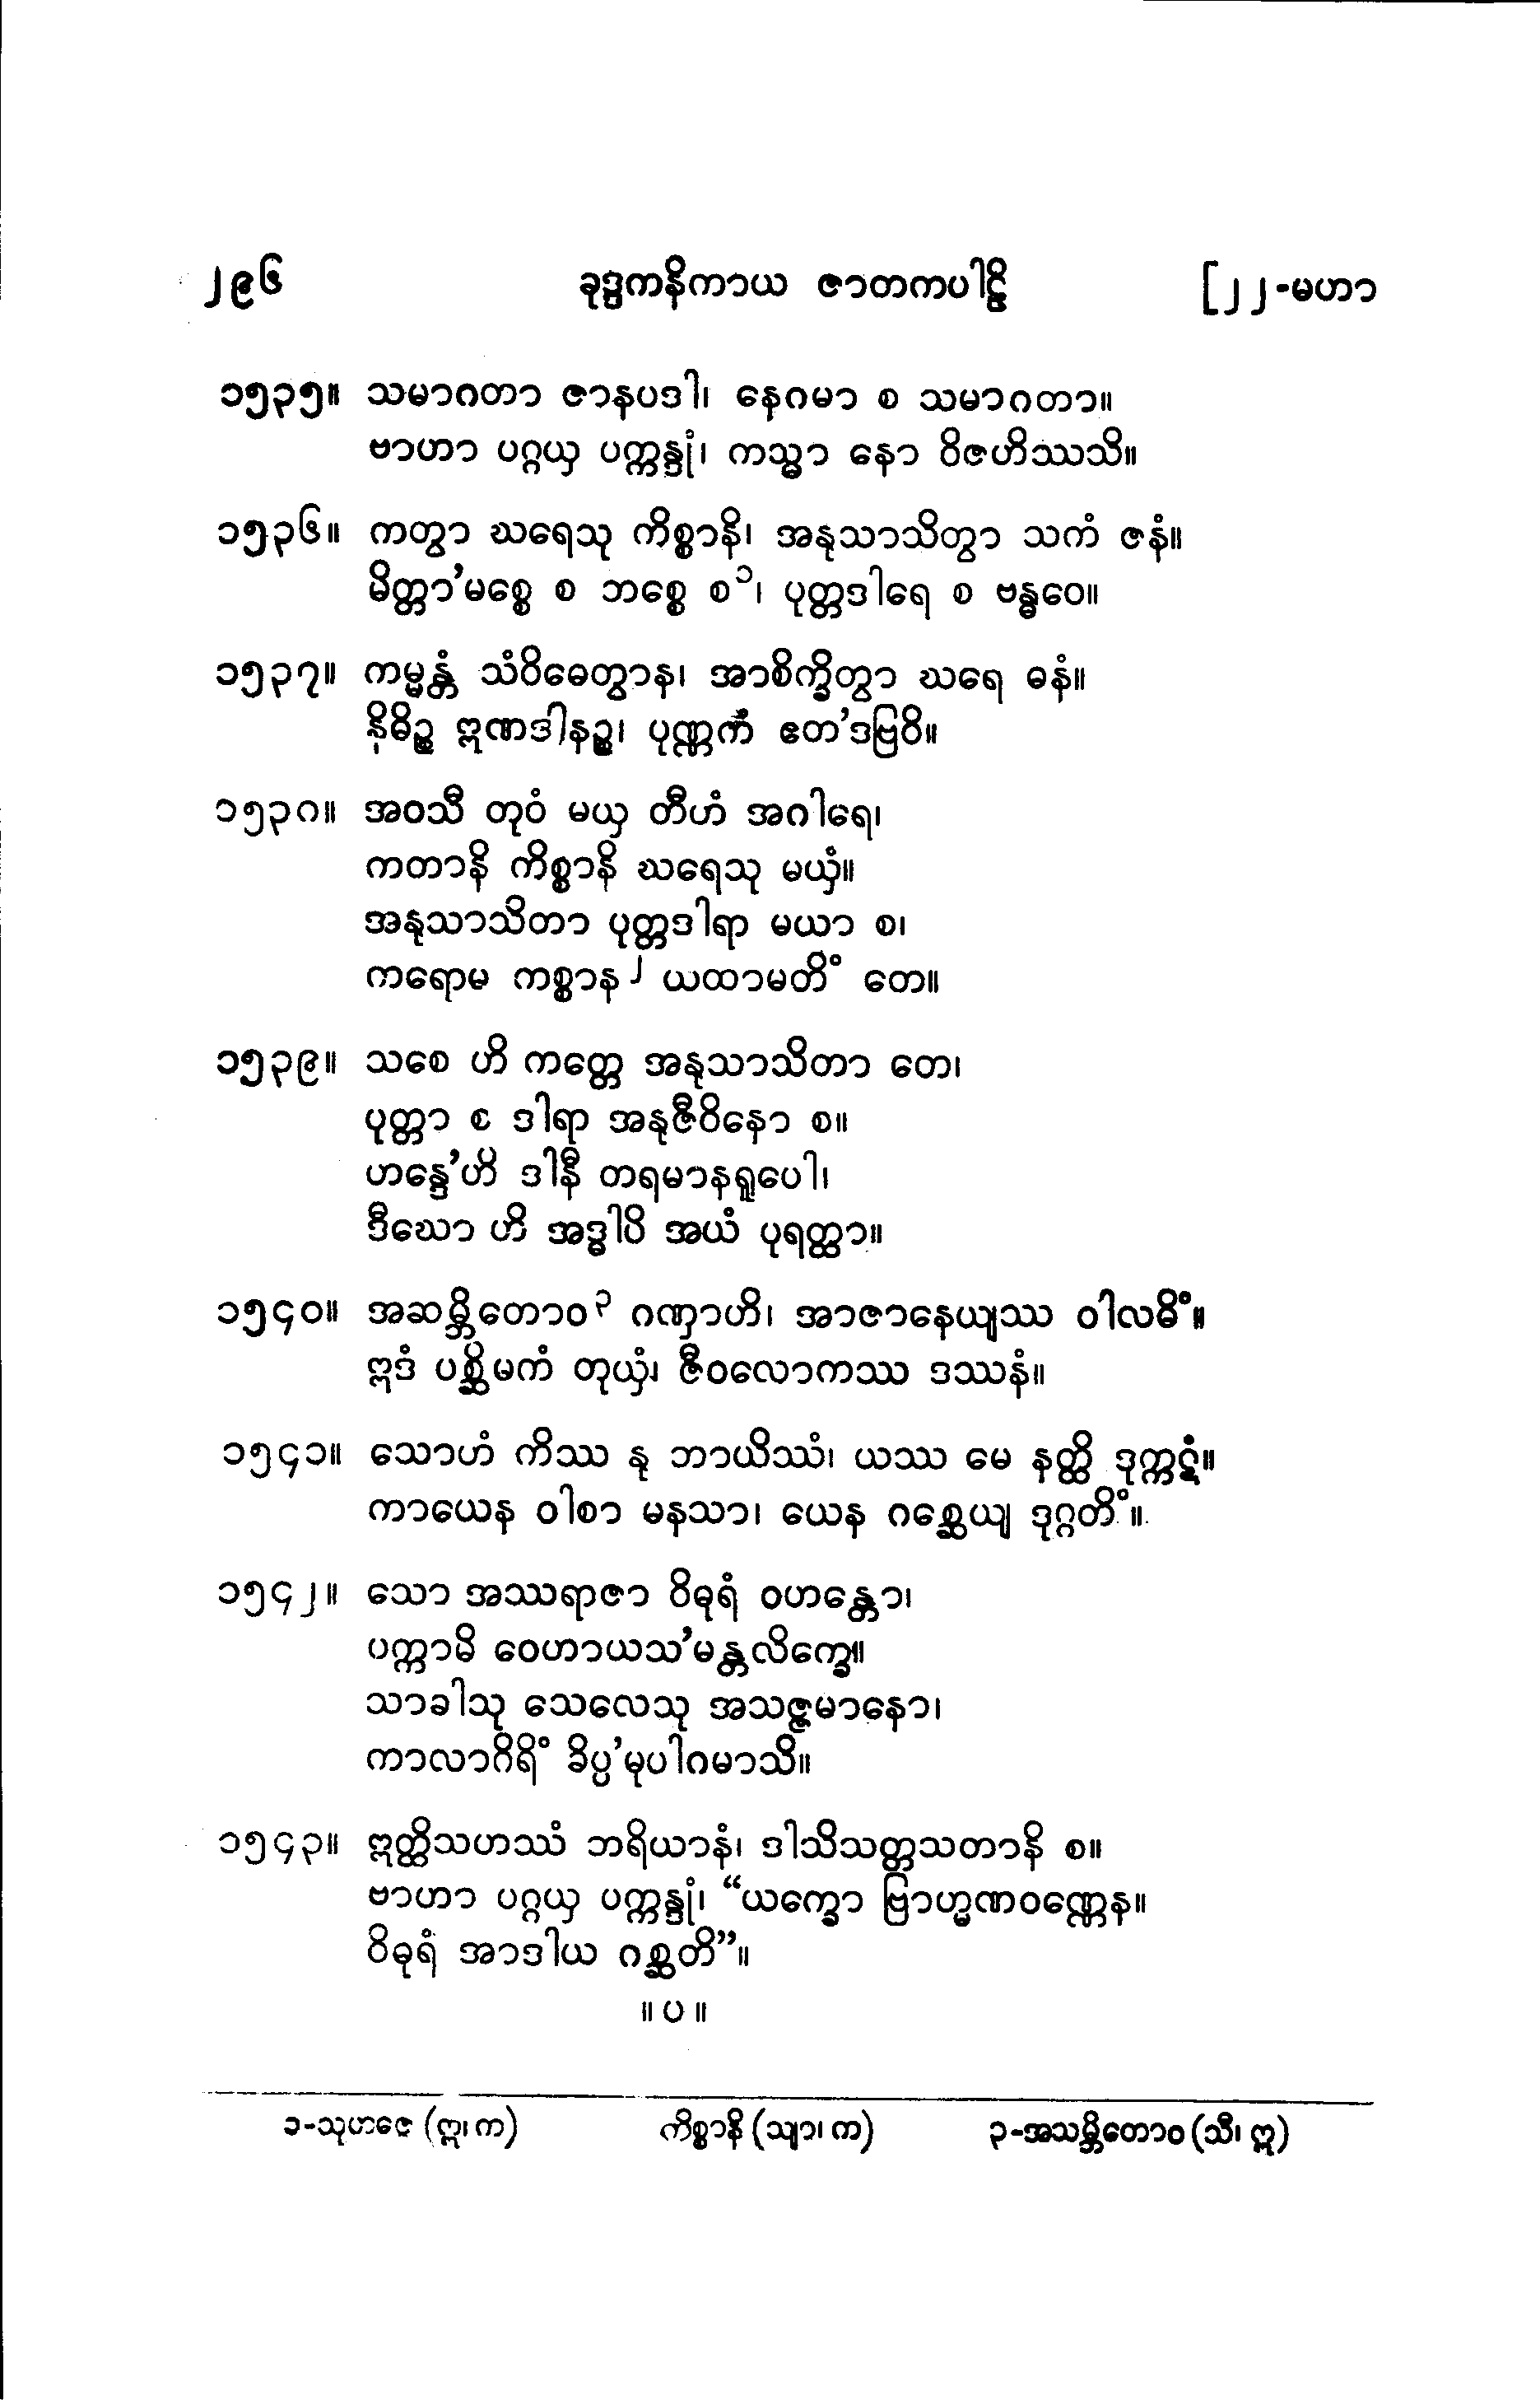 ၂၉၆ ခုဒ္ဒကနိကာယ ဇာတကပါဠိ [၂၂-မဟာ
၁၅၃၅။ သမာဂတာ ဇာနပဒါ၊ နေဂမာ စ သမာဂတာ။
ဗာဟာ ပဂ္ဂယှ ပက္ကန္ဒုံ၊ ကသ္မာ နော ဝိဇဟိဿသိ။
၁၅၃၆။ ကတွာ ဃရေသု ကိစ္စာနိ၊ အနုသာသိတွာ သကံ ဇနံ။
မိတ္တာ’မစ္စေ စ ဘစ္စေ စ၁၊ ပုတ္တဒါရေ စ ဗန္ဓဝေ။
၁၅၃၇။ ကမ္မန္တံ သံဝိဓေတွာန၊ အာစိက္ခိတွာ ဃရေ ဓနံ။
နိဓိဉ္စ ဣဏဒါနဉ္စ၊ ပုဏ္ဏကံ ဧတ’ဒဗြဝိ။
၁၅၃၈။ အဝသီ တုဝံ မယှ တီဟံ အဂါရေ၊
ကတာနိ ကိစ္စာနိ ဃရေသု မယှံ။
အနုသာသိတာ ပုတ္တဒါရာ မယာ စ၊
ကရောမ ကစ္စာန၂ ယထာမတိံ တေ။
၁၅၃၉။ သစေ ဟိ ကတ္တေ အနုသာသိတာ တေ၊
ပုတ္တာ စ ဒါရာ အနုဇီဝိနော စ။
ဟန္ဒေ’ဟိ ဒါနီ တရမာနရူပေါ၊
ဒီဃော ဟိ အဒ္ဓါပိ အယံ ပုရတ္ထာ။
၁၅၄၀။ အဆမ္ဘိတောဝ၃ ဂဏှာဟိ၊ အာဇာနေယျဿ ဝါလဓိံ။
ဣဒံ ပစ္ဆိမကံ တုယှံ၊ ဇီဝလောကဿ ဒဿနံ။
၁၅၄၁။ သောဟံ ကိဿ နု ဘာယိဿံ၊ ယဿ မေ နတ္ထိ ဒုက္ကဋံ။
ကာယေန ဝါစာ မနသာ၊ ယေန ဂစ္ဆေယျ ဒုဂ္ဂတိံ။
၁၅၄၂။ သော အဿရာဇာ ဝိဓုရံ ဝဟန္တော၊
ပက္ကာမိ ဝေဟာယသ’မန္တလိက္ခေ။
သာခါသု သေလေသု အသဇ္ဇမာနော၊
ကာလာဂိရိံ ခိပ္ပ’မုပါဂမာသိ။
၁၅၄၃။ ဣတ္ထိသဟဿံ ဘရိယာနံ၊ ဒါသိသတ္တသတာနိ စ။
ဗာဟာ ပဂ္ဂယှ ပက္ကန္ဒုံ၊ “ယက္ခော ဗြာဟ္မဏဝဏ္ဏေန။
ဝိဓုရံ အာဒါယ ဂစ္ဆတိ”။
။ ပ ။
၁-သုဟဇေ (ဣ၊ က) ကိစ္စာနိ (သျာ၊ က) ၃-အသမ္ဘိတောဝ (သီ၊ ဣ)